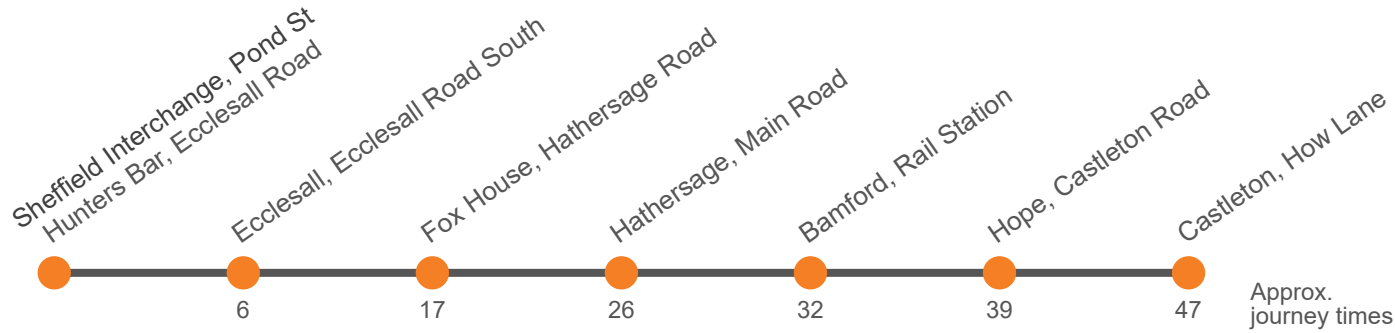 Sheffield Interchange, Pond St
Hunters Bar, Ecclesall Road
Ecclesall, Ecclesall Road South
Fox House, Hathersage Road
Hathersage, Main Road
Bamford, Rail Station
Hope, Castleton Road
Castleton, How Lane
6
17
26
32
39
47
Approx.
journey times